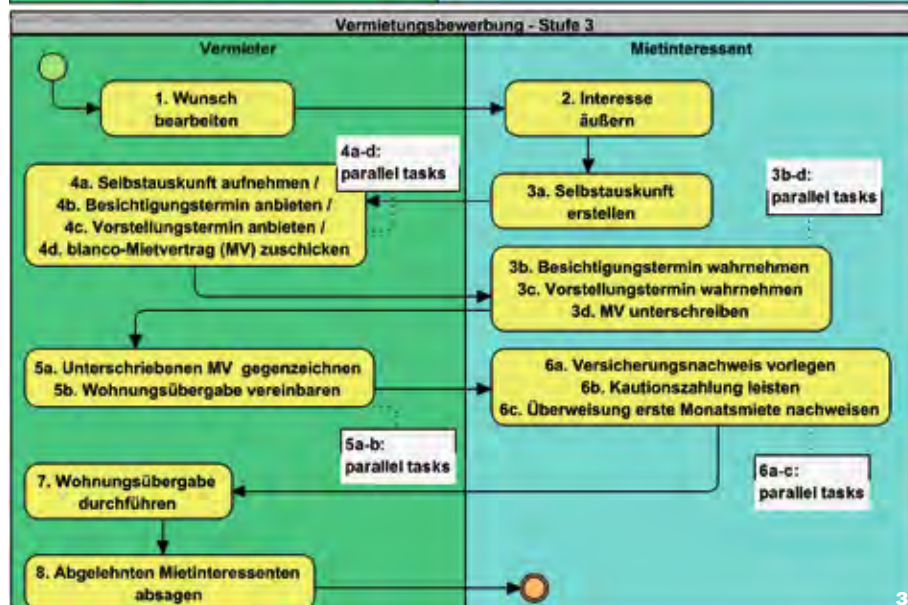 Vermietungsbewerbung - Stufe 3
Vermieter
Mietinteressent
1. Wunsch
bearbeiten
2. Interesse
äußern
4a-d:
parallel tasks
3b-d:
parallel tasks
4a. Selbstauskunft aufnehmen /
4b. Besichtigungstermin anbieten /
4c. Vorstellungstermin anbieten /
4d. blanco-Mietvertrag (MV) zuschicken
3a. Selbstauskunft
erstellen
3b. Besichtigungstermin wahrnehmen
3c. Vorstellungstermin wahrnehmen
3d. MV unterschreiben
5a. Unterschriebenen MV gegenzeichnen
5b. Wohnungsübergabe vereinbaren
6a. Versicherungsnachweis vorlegen
6b. Kautionszahlung leisten
6c. Überweisung erste Monatsmiete nachweisen
5a-b:
parallel tasks
6a-c:
parallel tasks
7. Wohnungsübergabe
durchführen
8. Abgelehnten Mietinteressenten
absagen
3